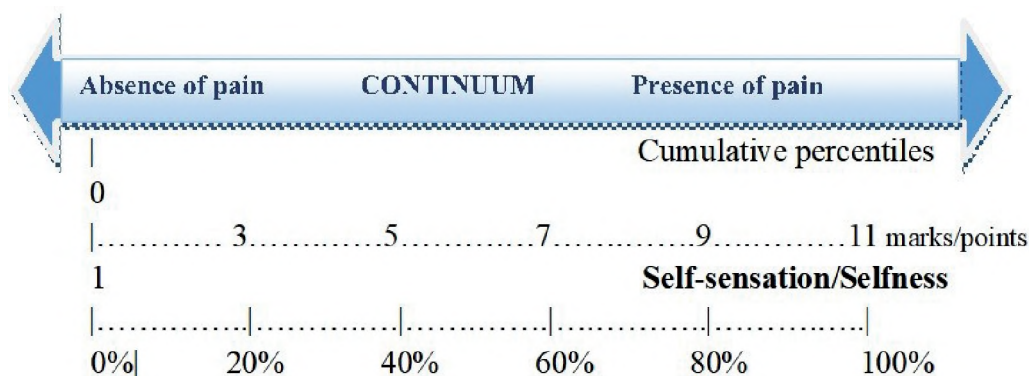 Absence of pain CONTINUUM Presence of pain
| Cumulative percentiles
0
|………… 3…………..5…………..7…………..9…………..11 marks/points
1 Self-sensation/Selfness
|…………..|…………..|…………..|…………..|…………..|
0%| 20% 40% 60% 80% 100%